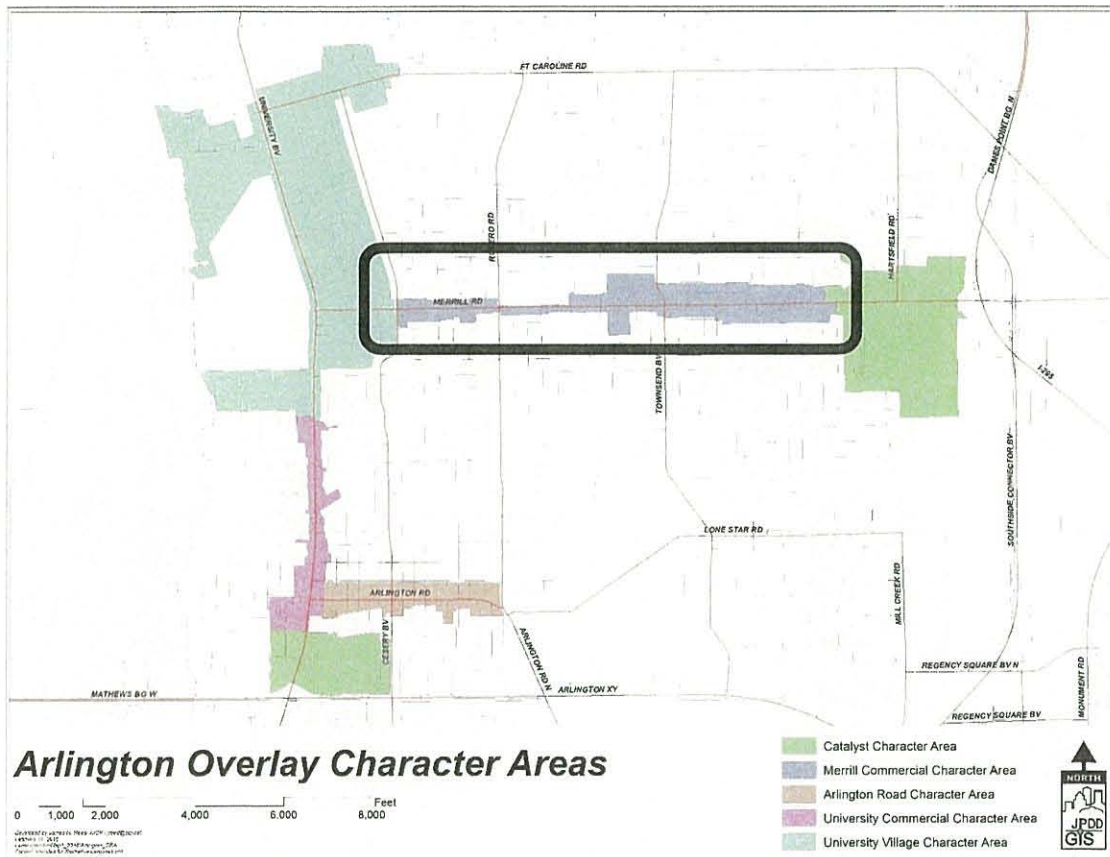 FT CAROLINE RD
UNIVERSITY BV
DAMES POINT BG N
ROGERO RD
HARTSFIELD RD
MERRILL RD
TOWNSEND BV
I-295
SOUTHSIDE CONNECTOR BV
LONE STAR RD
ARLINGTON RD
MILL CREEK RD
CESERY BV
ARLINGTON RD N
REGENCY SQUARE BV N
MONUMENT RD
MATHEWS BG W
ARLINGTON XY
REGENCY SQUARE BV
Arlington Overlay Character Areas
Catalyst Character Area
Merrill Commercial Character Area
Arlington Road Character Area
University Commercial Character Area
University Village Character Area
Feet
0 1,000 2,000 4,000 6,000 8,000
NORTH
JPDD
GIS